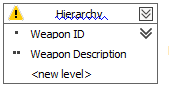 Hierarchy
Weapon ID
Weapon Description
<new level>